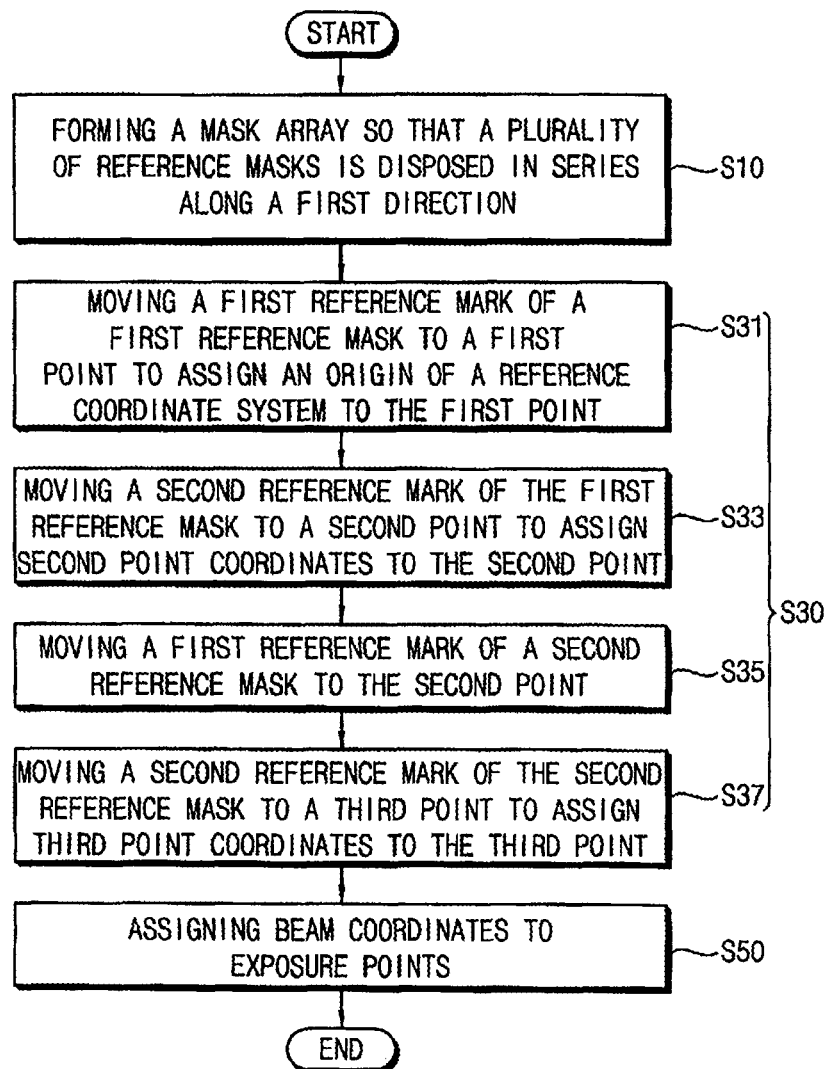 START
FORMING A MASK ARRAY SO THAT A PLURALITY
OF REFERENCE MASKS IS DISPOSED IN SERIES
ALONG A FIRST DIRECTION
S10
MOVING A FIRST REFERENCE MARK OF A
FIRST REFERENCE MASK TO A FIRST
POINT TO ASSIGN AN ORIGIN OF A REFERENCE
COORDINATE SYSTEM TO THE FIRST POINT
S31
MOVING A SECOND REFERENCE MARK OF THE FIRST
REFERENCE MASK TO A SECOND POINT TO ASSIGN
SECOND POINT COORDINATES TO THE SECOND POINT
S33
S30
MOVING A FIRST REFERENCE MARK OF A SECOND
REFERENCE MASK TO THE SECOND POINT
S35
MOVING A SECOND REFERENCE MARK OF THE SECOND
REFERENCE MASK TO A THIRD POINT TO ASSIGN
THIRD POINT COORDINATES TO THE THIRD POINT
S37
ASSIGNING BEAM COORDINATES TO
EXPOSURE POINTS
S50
END